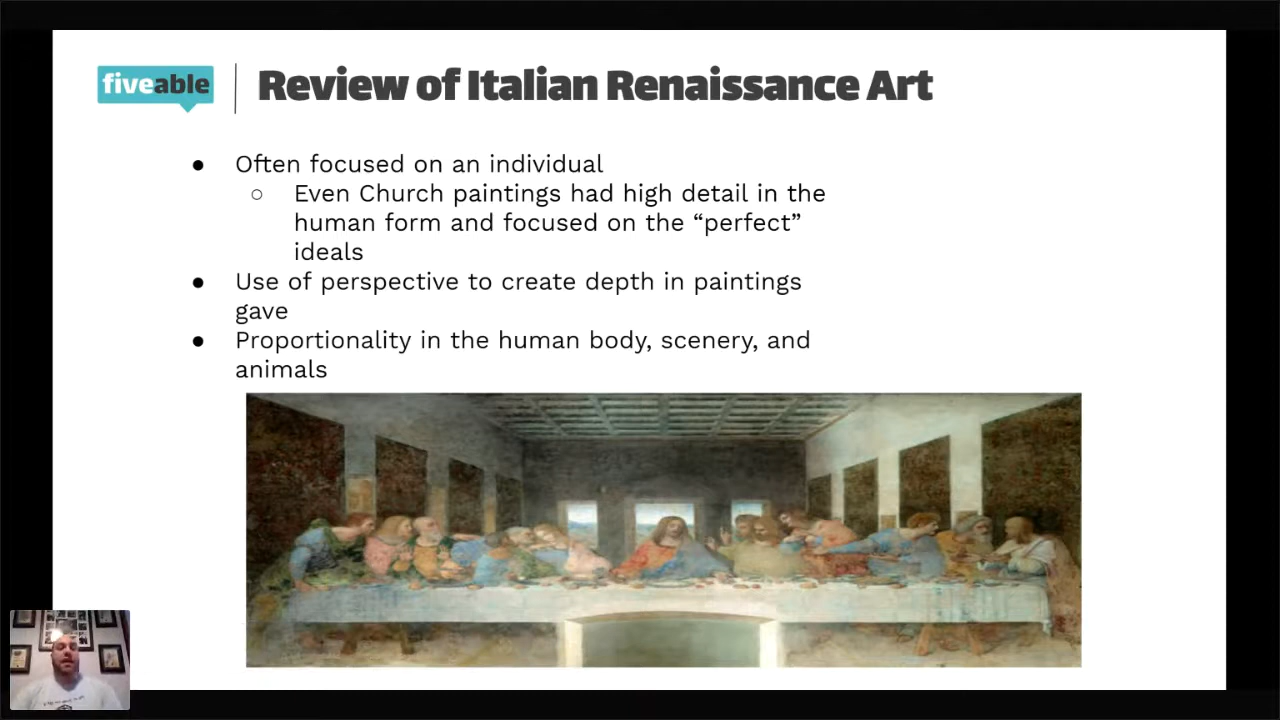 fiveable
Review of Italian Renaissance Art
● Often focused on an individual
○ Even Church paintings had high detail in the
human form and focused on the “perfect”
ideals
● Use of perspective to create depth in paintings
gave
● Proportionality in the human body, scenery, and
animals